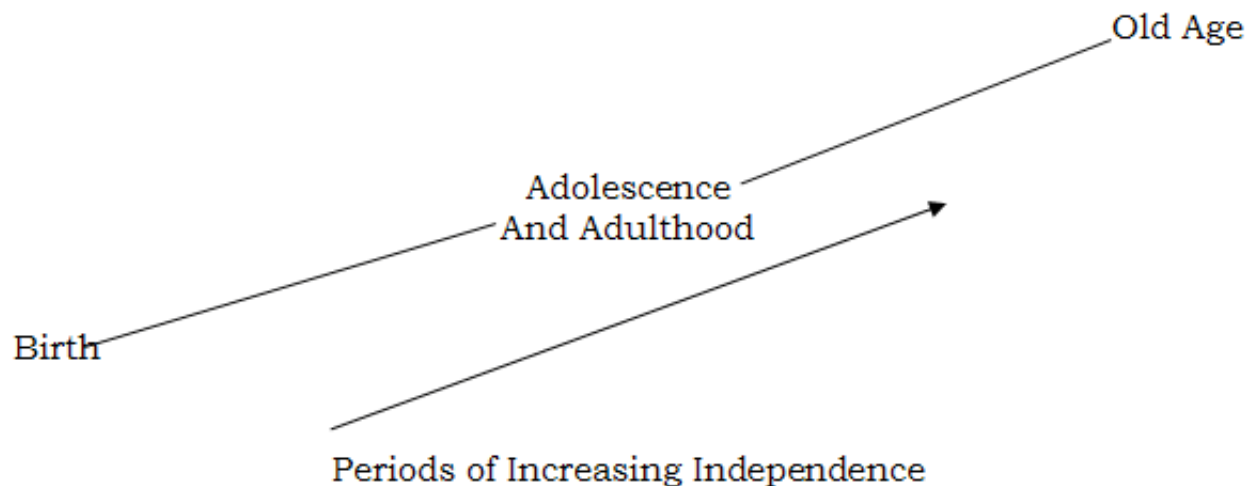 Old Age
Adolescence
And Adulthood
Birth
Periods of Increasing Independence